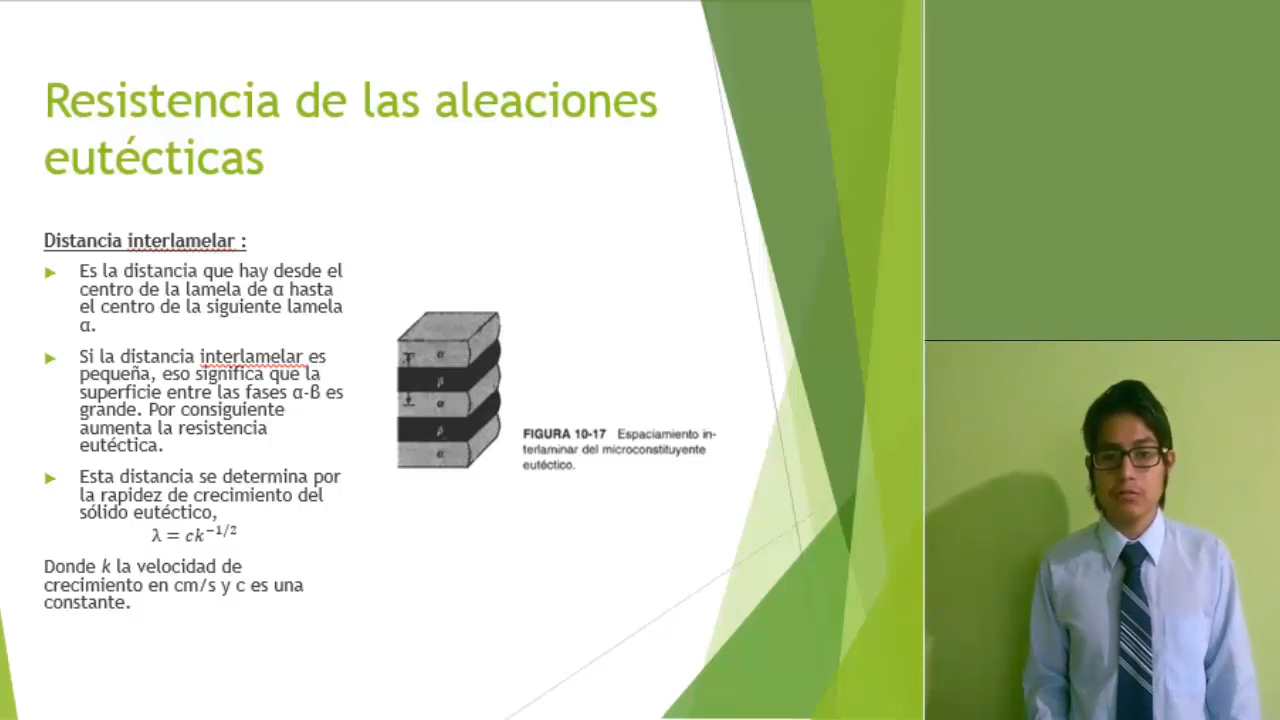 Resistencia de las aleaciones
eutécticas
Distancia interlamelar :
Es la distancia que hay desde el
centro de la lamela de α hasta
el centro de la siguiente lamela
α.
Si la distancia interlamelar es
pequeña, eso significa que la
superficie entre las fases α-β es
grande. Por consiguiente
aumenta la resistencia
eutéctica.
Esta distancia se determina por
la rapidez de crecimiento del
sólido eutéctico,
λ = ck^{-1/2}
Donde k la velocidad de
crecimiento en cm/s y c es una
constante.
α
β
α
β
α
FIGURA 10-17 Espaciamiento in-
terlaminar del microconstituyente
eutéctico.